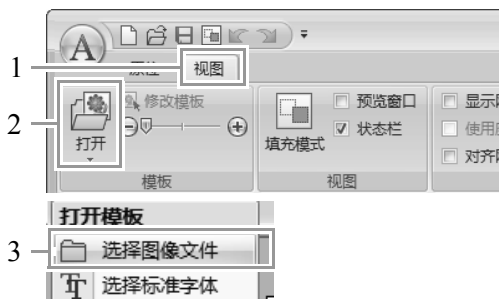 A
1
视图
2
修改模板
打开
模板
填充模式
预览窗口
状态栏
视图
显示
使用
对齐
打开模板
3
选择图像文件
选择标准字体